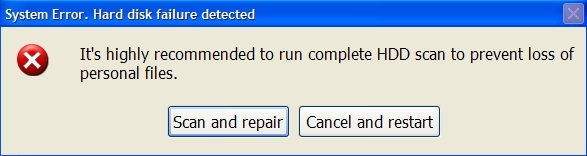 System Error. Hard disk failure detected
It's highly recommended to run complete HDD scan to prevent loss of
personal files.
Scan and repair Cancel and restart